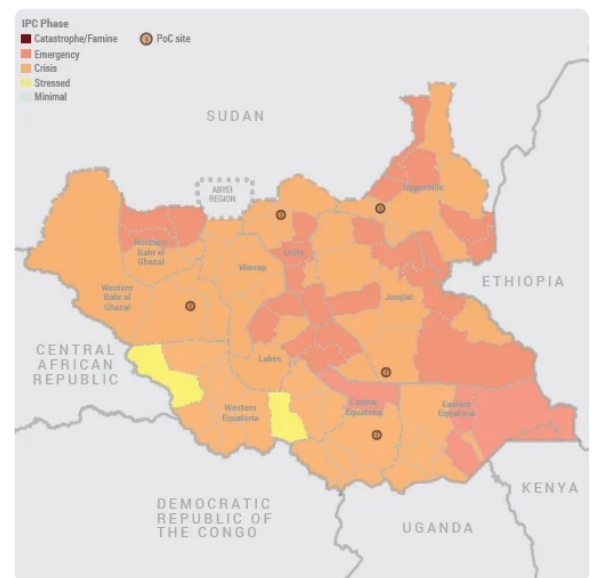 IPC Phase
Catastrophe/Famine
PoC site
Emergency
Crisis
Stressed
Minimal
SUDAN
ABYEI
REGION
Upper Nile
Northern
Bahr el
Ghazal
Unity
Warrap
ETHIOPIA
Western
Bahr el
Ghazal
Jonglei
CENTRAL
AFRICAN
REPUBLIC
Lakes
Western
Equatoria
Central
Equatoria
Eastern
Equatoria
DEMOCRATIC
REPUBLIC OF
THE CONGO
KENYA
UGANDA